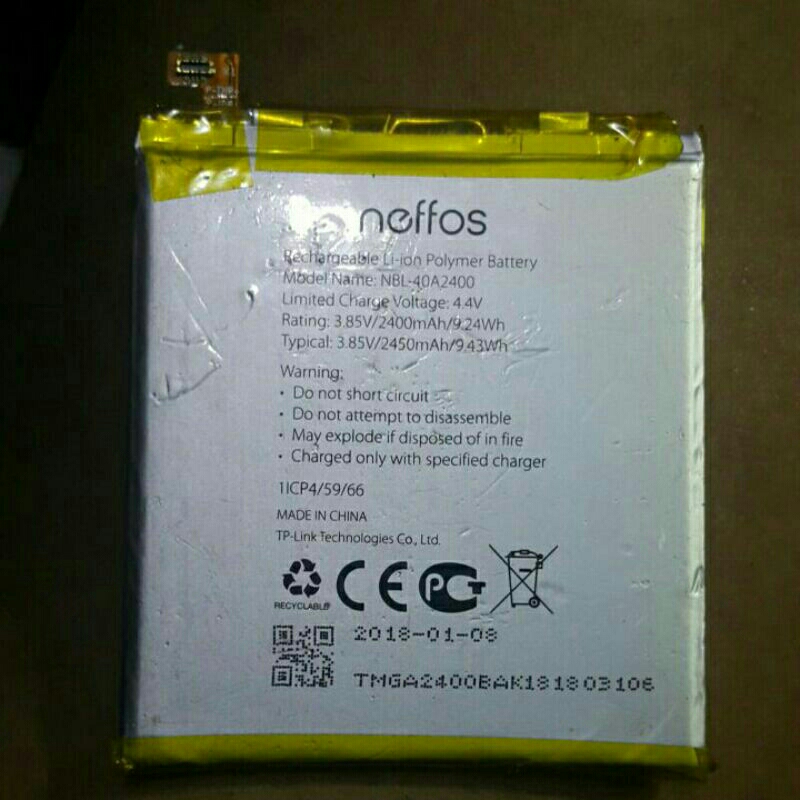 neffos
Rechargeable Li-ion Polymer Battery
Model Name: NBL-40A2400
Limited Charge Voltage: 4.4V
Rating: 3.85V/2400mAh/9.24Wh
Typical: 3.85V/2450mAh/9.43Wh
Warning:
• Do not short circuit
• Do not attempt to disassemble
• May explode if disposed of in fire
• Charged only with specified charger
1ICP4/59/66
MADE IN CHINA
TP-Link Technologies Co., Ltd.
RECYCLABLE
2018-01-08
TMGA2400BAK181803106